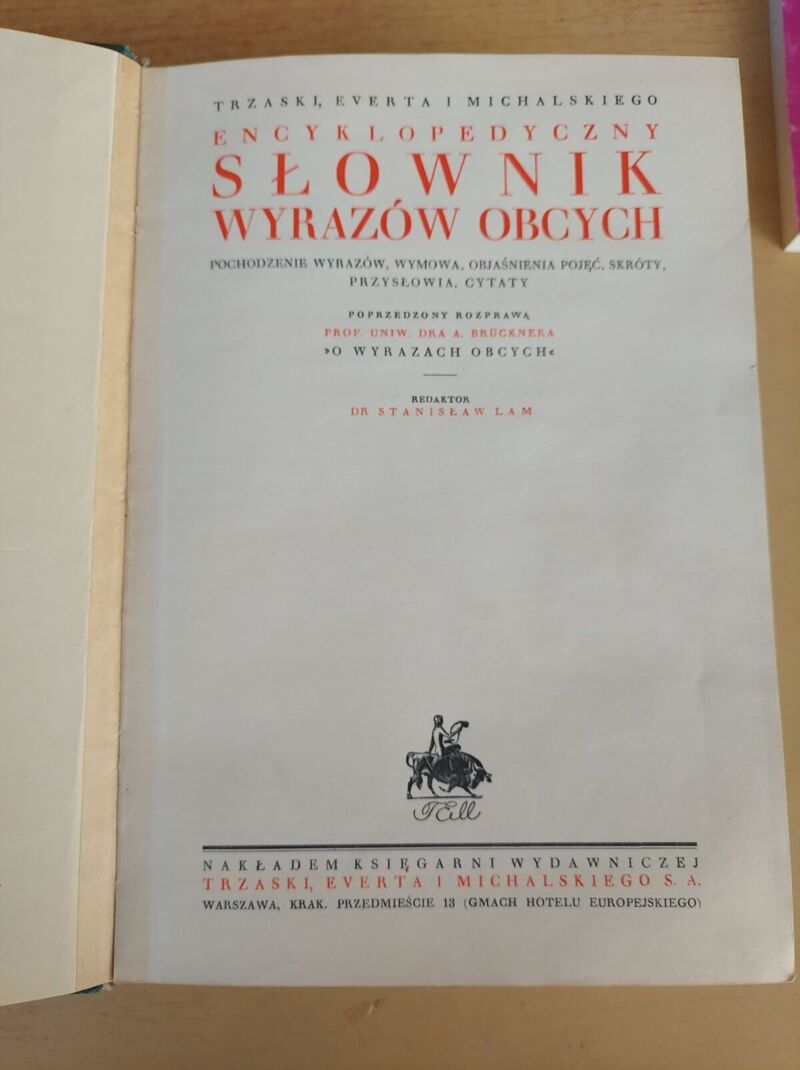 TRZASKI, EVERTA I MICHALSKIEGO
ENCYKLOPEDYCZNY
SŁOWNIK
WYRAZÓW OBCYCH
POCHODZENIE WYRAZÓW, WYMOWA, OBJAŚNIENIA POJĘĆ, SKRÓTY,
PRZYSŁOWIA, CYTATY
POPRZEDZONY ROZPRAWĄ
PROF. UNIW. DRA A. BRÜCKNERA
»O WYRAZACH OBCYCH«
REDAKTOR
DR STANISŁAW LAM
NAKŁADEM KSIĘGARNI WYDAWNICZEJ
TRZASKI, EVERTA I MICHALSKIEGO S. A.
WARSZAWA, KRAK. PRZEDMIEŚCIE 13 (GMACH HOTELU EUROPEJSKIEGO)